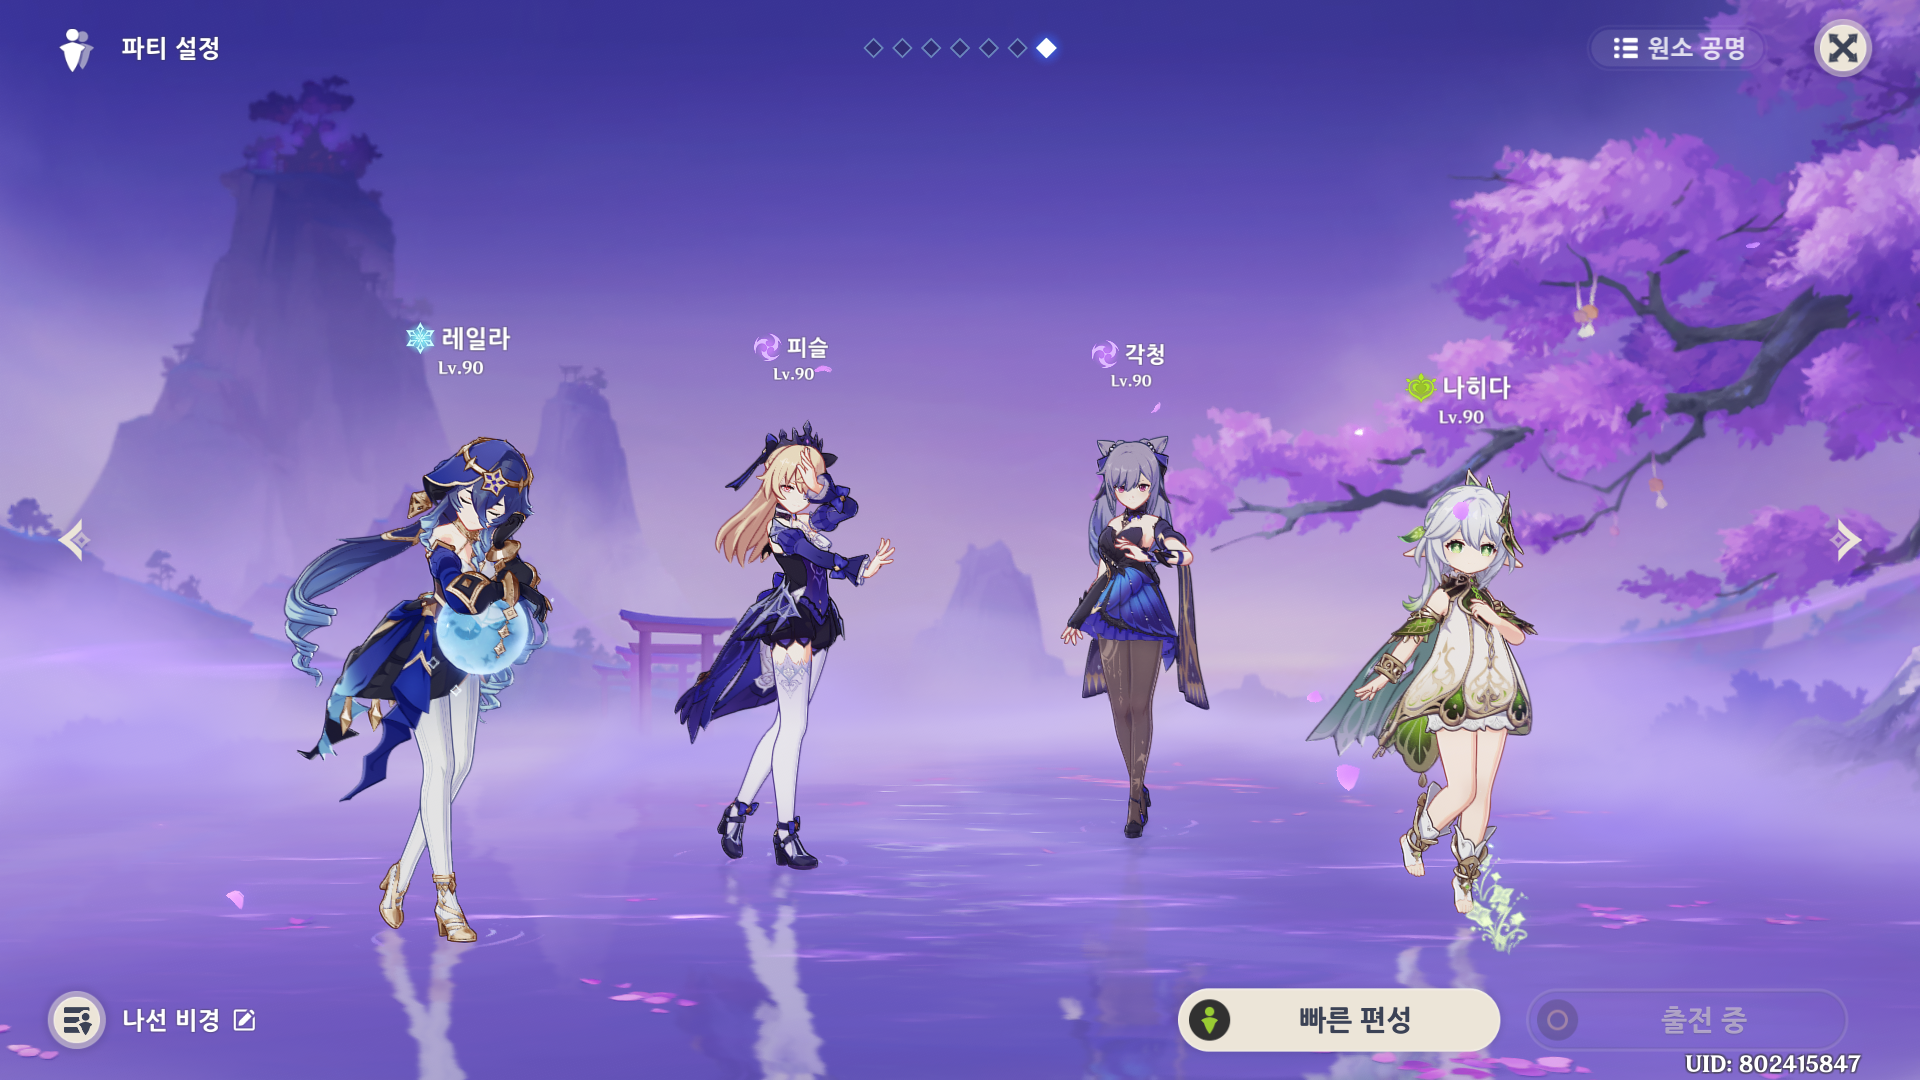 파티 설정
원소 공명
레일라
Lv.90
피슬
Lv.90
각청
Lv.90
나히다
Lv.90
나선 비경
빠른 편성
출전 중
UID: 802415847